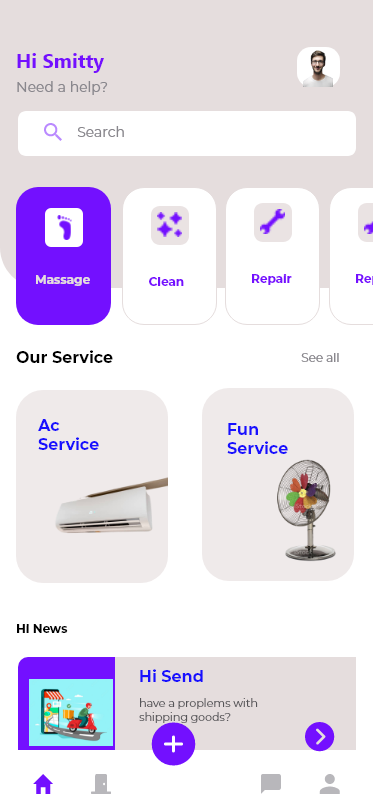 Hi Smitty
Need a help?
Search
Massage
Clean
Repair
Rep
Our Service
See all
Ac
Service
Fun
Service
HI News
Hi Send
have a proplems with
shipping goods?